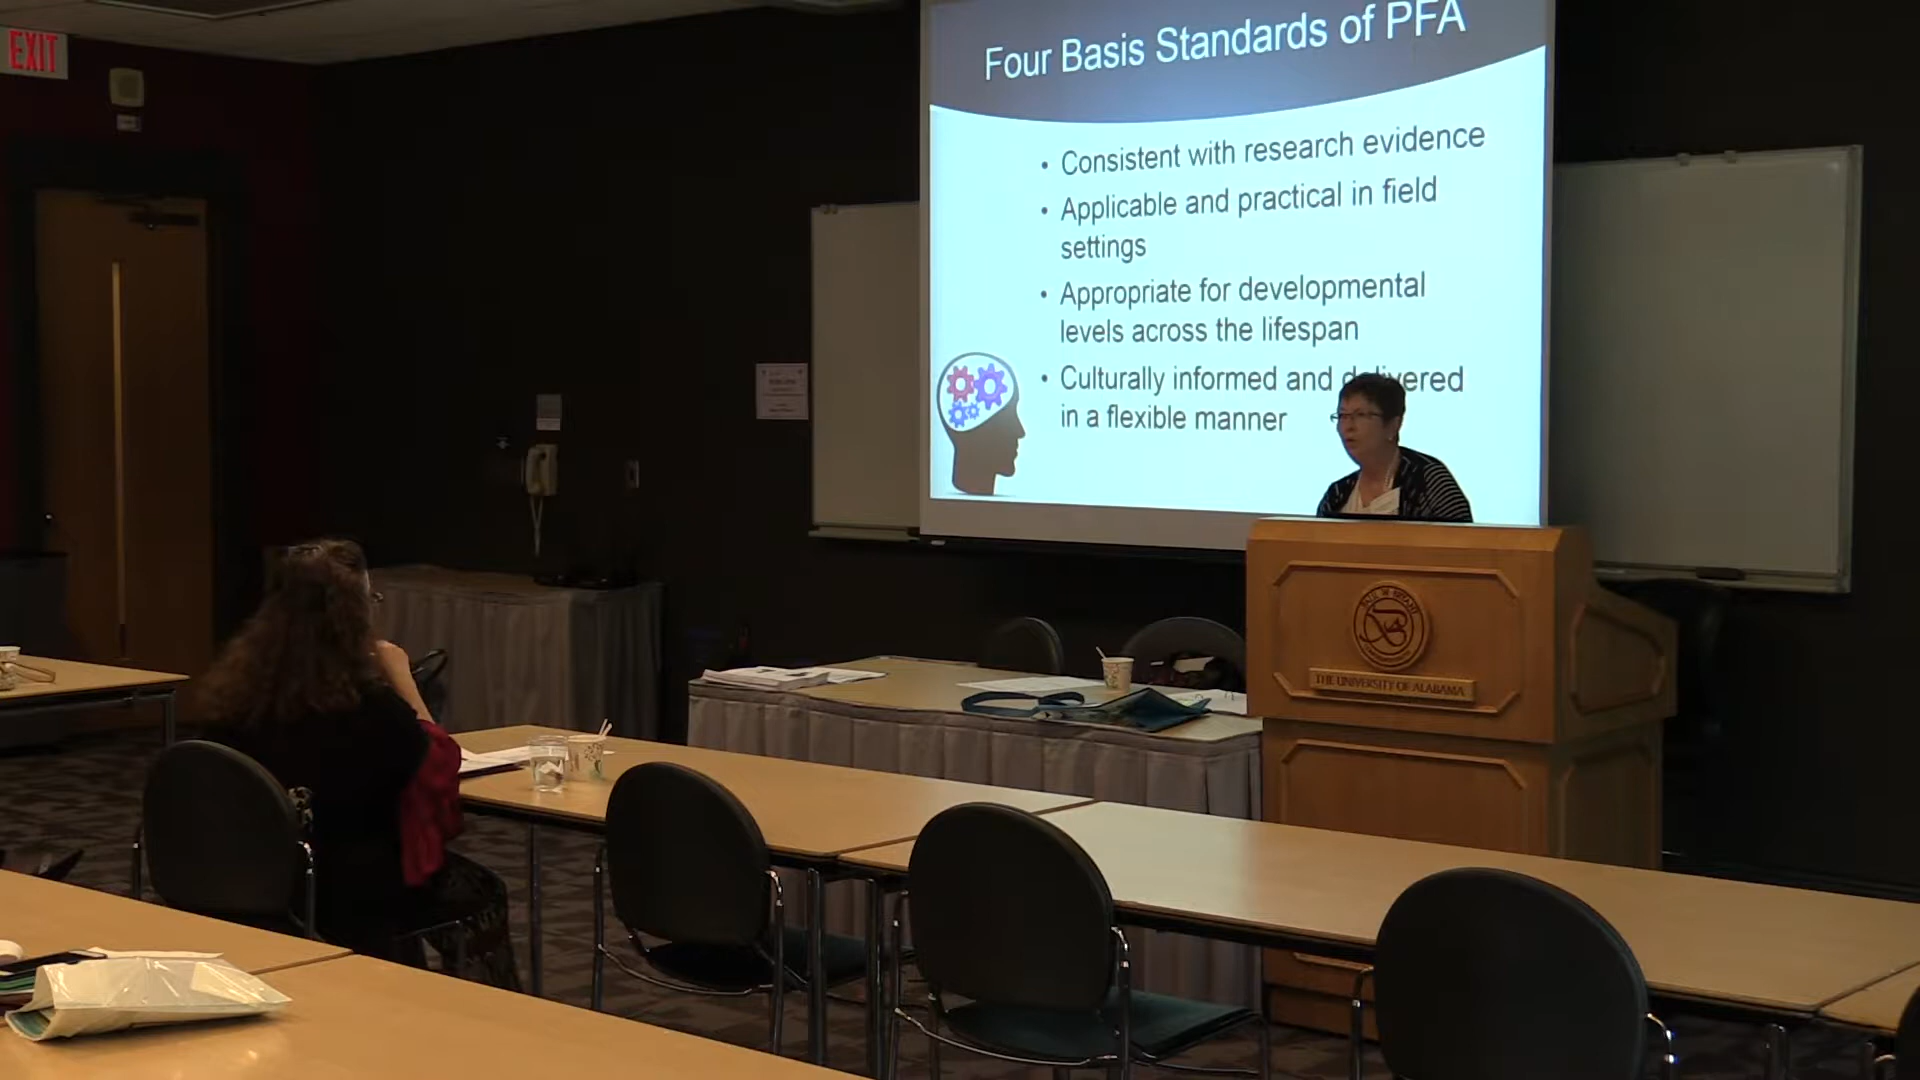 EXIT
Four Basis Standards of PFA
• Consistent with research evidence
• Applicable and practical in field
settings
• Appropriate for developmental
levels across the lifespan
• Culturally informed and delivered
in a flexible manner
THE UNIVERSITY OF ALABAMA